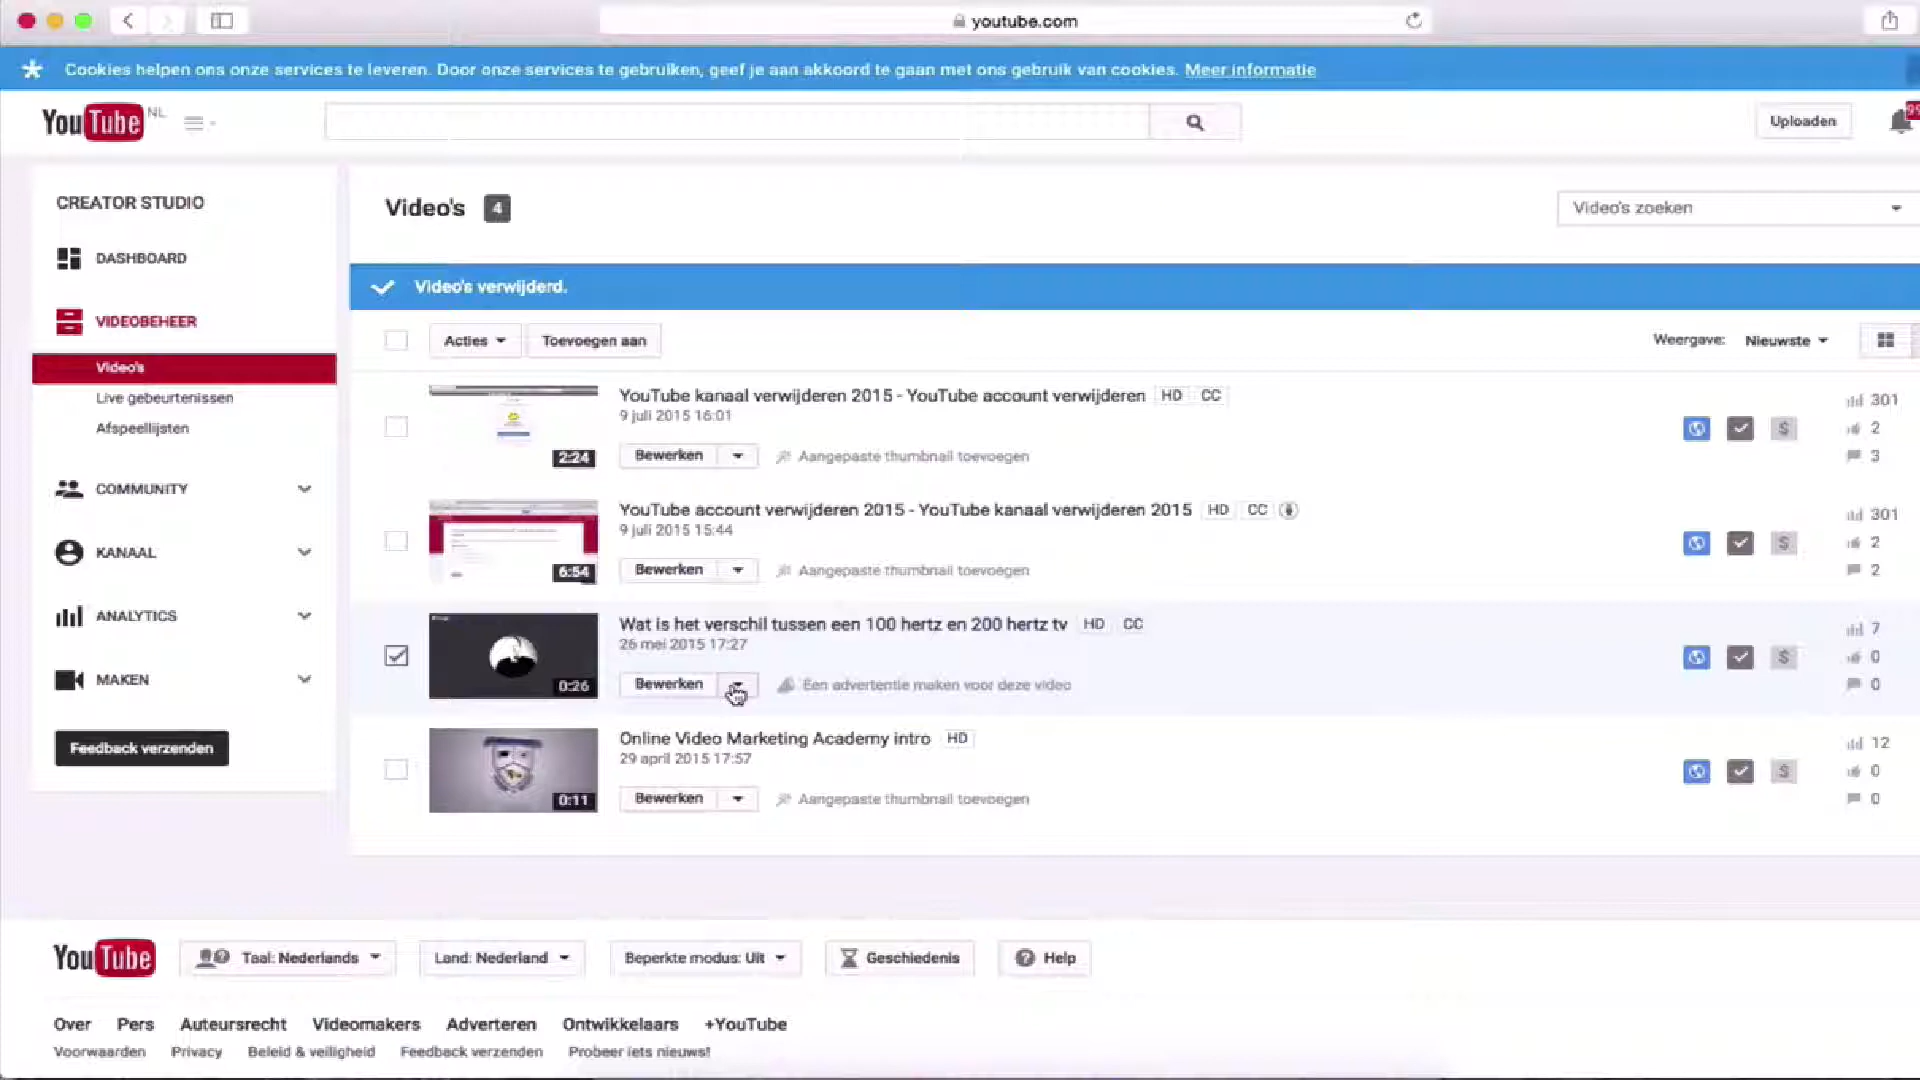 youtube.com
Cookies helpen ons onze services te leveren. Door onze services te gebruiken, geef je aan akkoord te gaan met ons gebruik van cookies. Meer informatie
YouTube NL
Uploaden
CREATOR STUDIO
DASHBOARD
VIDEOBEHEER
Video's
Live gebeurtenissen
Afspeellijsten
COMMUNITY
KANAAL
ANALYTICS
MAKEN
Feedback verzenden
Video's 4
Video's zoeken
Video's verwijderd.
Acties Toevoegen aan
Weergave: Nieuwste
YouTube kanaal verwijderen 2015 - YouTube account verwijderen HD CC
9 juli 2015 16:01
2:24
Bewerken Aangepaste thumbnail toevoegen
$
301
2
3
YouTube account verwijderen 2015 - YouTube kanaal verwijderen 2015 HD CC
9 juli 2015 15:44
6:54
Bewerken Aangepaste thumbnail toevoegen
$
301
2
2
Wat is het verschil tussen een 100 hertz en 200 hertz tv HD CC
26 mei 2015 17:27
0:26
Bewerken Een advertentie maken voor deze video
$
7
0
0
Online Video Marketing Academy intro HD
29 april 2015 17:57
0:11
Bewerken Aangepaste thumbnail toevoegen
$
12
0
0
YouTube Taal: Nederlands Land: Nederland Beperkte modus: Uit Geschiedenis Help
Over Pers Auteursrecht Videomakers Adverteren Ontwikkelaars +YouTube
Voorwaarden Privacy Beleid & veiligheid Feedback verzenden Probeer iets nieuws!